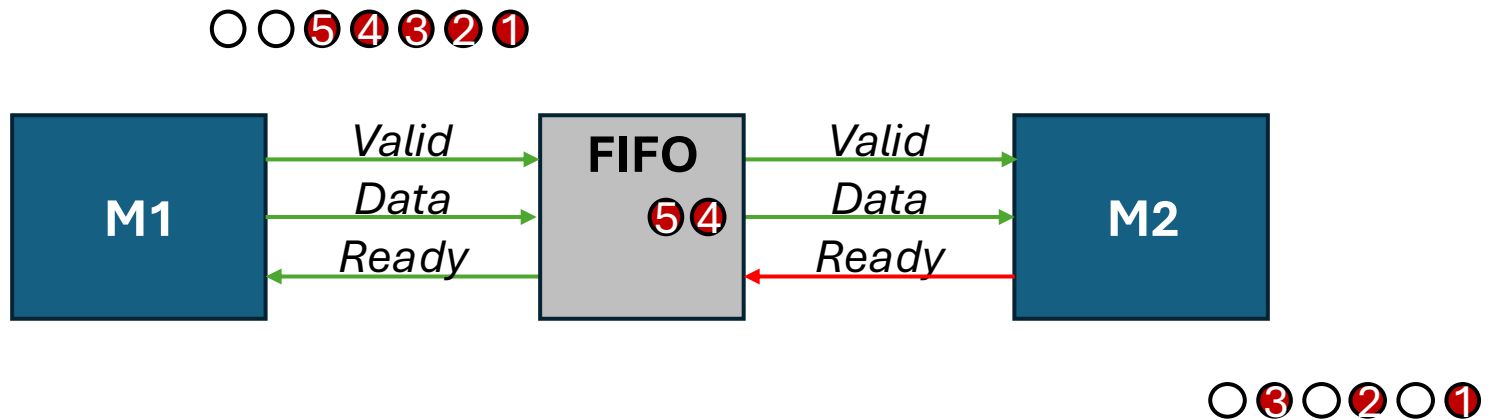 5 4 3 2 1
M1
Valid
Data
Ready
FIFO
5 4
Valid
Data
Ready
M2
3 2 1